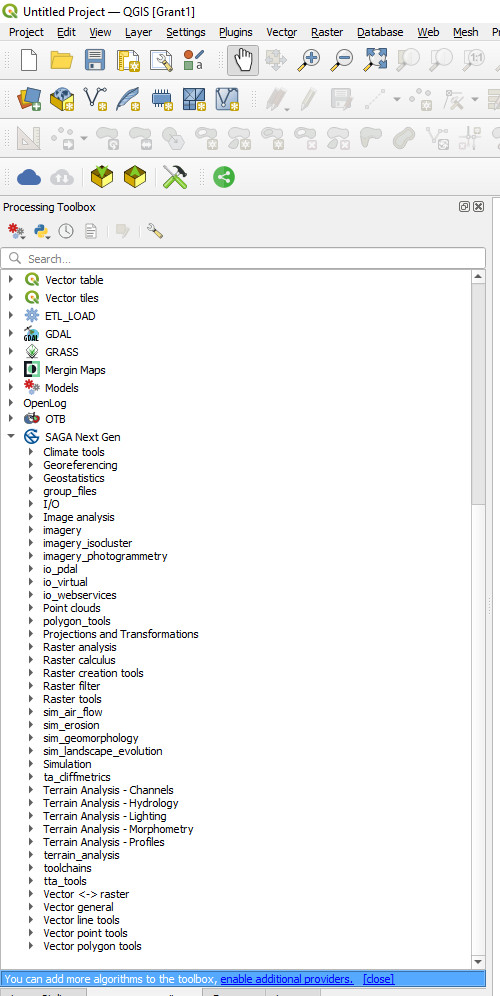 Untitled Project — QGIS [Grant1]
Project Edit View Layer Settings Plugins Vector Raster Database Web Mesh
1:1
a
Processing Toolbox
Search...
Vector table
Vector tiles
ETL_LOAD
GDAL GDAL
GRASS
Mergin Maps
Models
OpenLog
OTB
SAGA Next Gen
Climate tools
Georeferencing
Geostatistics
group_files
I/O
Image analysis
imagery
imagery_isocluster
imagery_photogrammetry
io_pdal
io_virtual
io_webservices
Point clouds
polygon_tools
Projections and Transformations
Raster analysis
Raster calculus
Raster creation tools
Raster filter
Raster tools
sim_air_flow
sim_erosion
sim_geomorphology
sim_landscape_evolution
Simulation
ta_cliffmetrics
Terrain Analysis - Channels
Terrain Analysis - Hydrology
Terrain Analysis - Lighting
Terrain Analysis - Morphometry
Terrain Analysis - Profiles
terrain_analysis
toolchains
tta_tools
Vector <-> raster
Vector general
Vector line tools
Vector point tools
Vector polygon tools
You can add more algorithms to the toolbox, enable additional providers. [close]